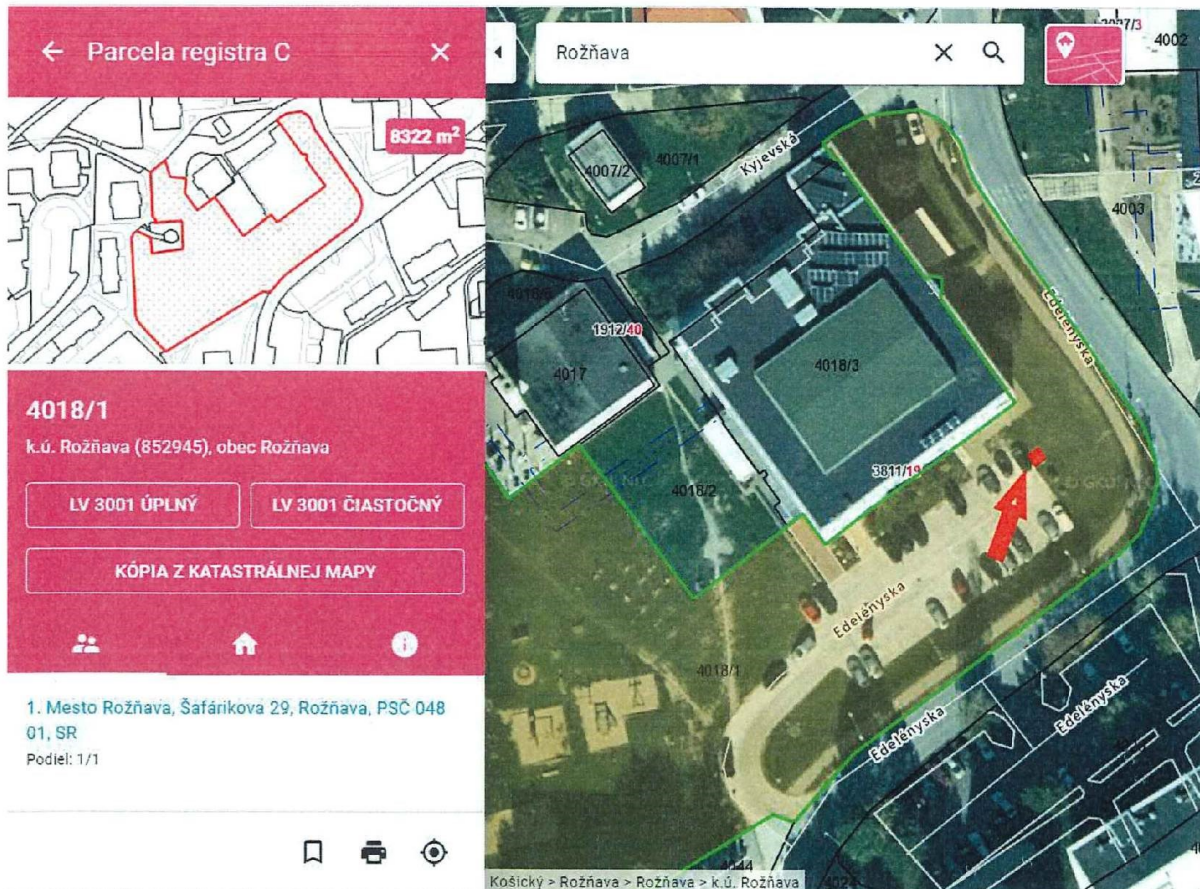 Parcela registra C
8322 m²
4018/1
k.ú. Rožňava (852945), obec Rožňava
LV 3001 ÚPLNÝ
LV 3001 ČIASTOČNÝ
KÓPIA Z KATASTRÁLNEJ MAPY
1. Mesto Rožňava, Šafárikova 29, Rožňava, PSČ 048
01, SR
Podiel: 1/1
Rožňava
4002
4007/2
4007/1
Kyjevská
4003
Edelényska
1912/40
4017
4018/3
3811/19
4018/2
Edelényska
4018/1
Edelényska
Edelényska
4044
Košický > Rožňava > Rožňava > k.ú. Rožňava